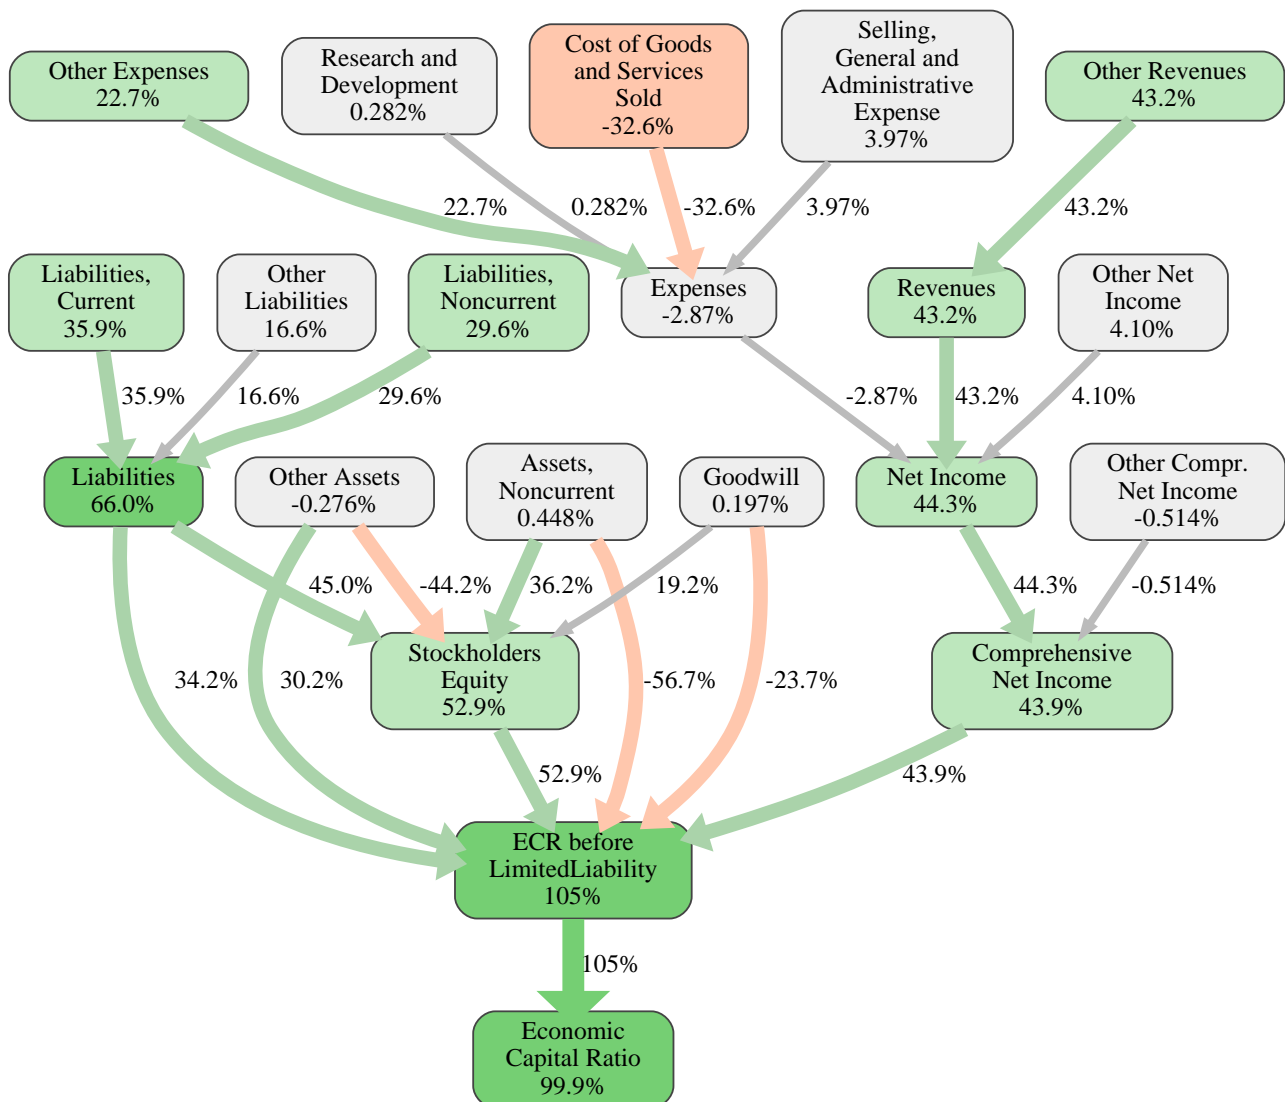 Other Expenses
22.7%
Research and
Development
0.282%
Cost of Goods
and Services
Sold
-32.6%
Selling,
General and
Administrative
Expense
3.97%
Other Revenues
43.2%
22.7%
0.282%
-32.6%
3.97%
43.2%
Liabilities,
Current
35.9%
Other
Liabilities
16.6%
Liabilities,
Noncurrent
29.6%
Expenses
-2.87%
Revenues
43.2%
Other Net
Income
4.10%
35.9%
16.6%
29.6%
-2.87%
43.2%
4.10%
Liabilities
66.0%
Other Assets
-0.276%
Assets,
Noncurrent
0.448%
Goodwill
0.197%
Net Income
44.3%
Other Compr.
Net Income
-0.514%
45.0%
-44.2%
36.2%
19.2%
44.3%
-0.514%
Stockholders
Equity
52.9%
Comprehensive
Net Income
43.9%
34.2%
30.2%
-56.7%
-23.7%
52.9%
43.9%
ECR before
LimitedLiability
105%
105%
Economic
Capital Ratio
99.9%